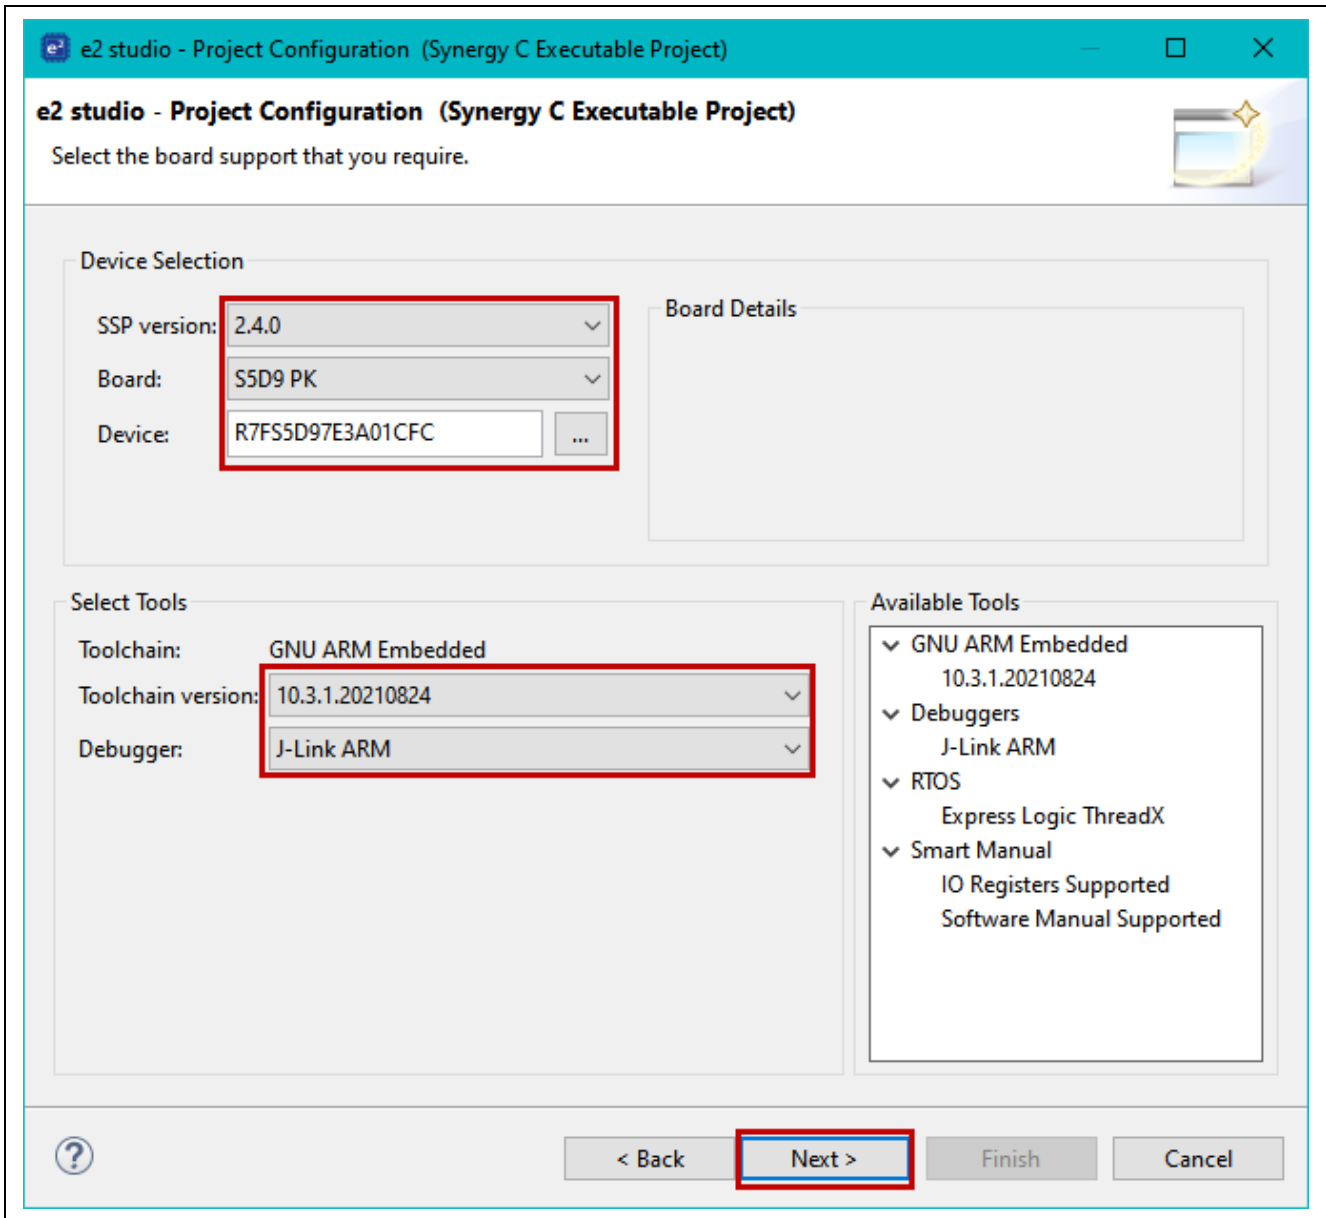 e2 studio - Project Configuration (Synergy C Executable Project)
e2 studio - Project Configuration (Synergy C Executable Project)
Select the board support that you require.
Device Selection
SSP version: 2.4.0
Board: S5D9 PK
Device: R7FS5D97E3A01CFC ...
Board Details
Select Tools
Toolchain: GNU ARM Embedded
Toolchain version: 10.3.1.20210824
Debugger: J-Link ARM
Available Tools
GNU ARM Embedded
10.3.1.20210824
Debuggers
J-Link ARM
RTOS
Express Logic ThreadX
Smart Manual
IO Registers Supported
Software Manual Supported
? < Back Next > Finish Cancel